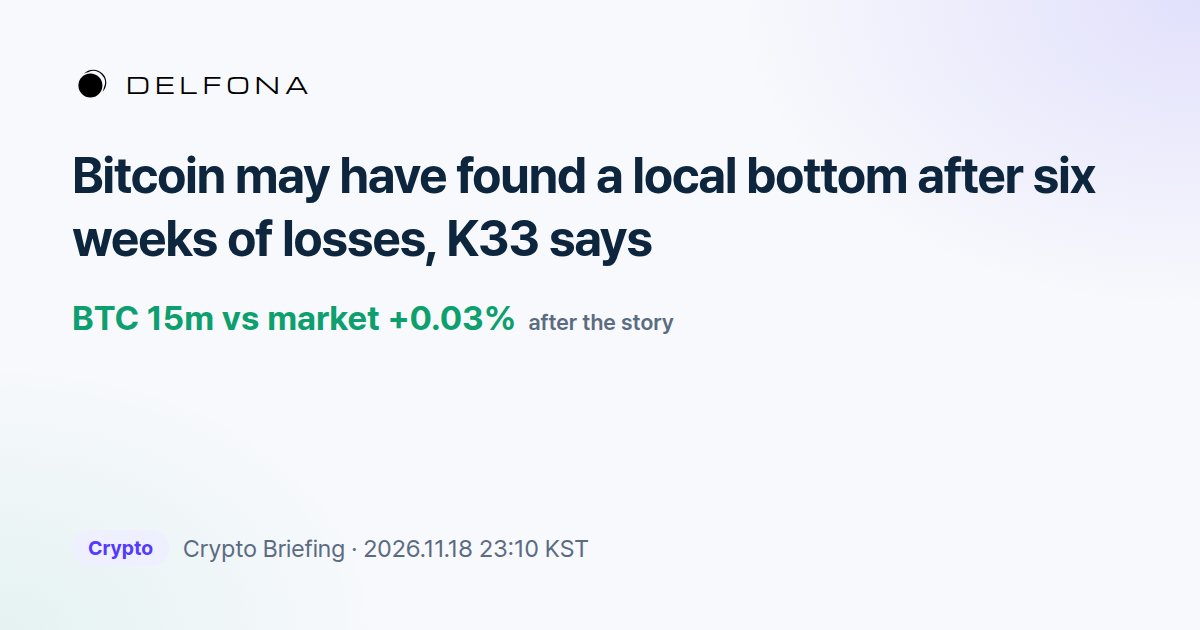 DELFONA
Bitcoin may have found a local bottom after six
weeks of losses, K33 says
BTC 15m vs market +0.03% after the story
Crypto Crypto Briefing · 2026.11.18 23:10 KST